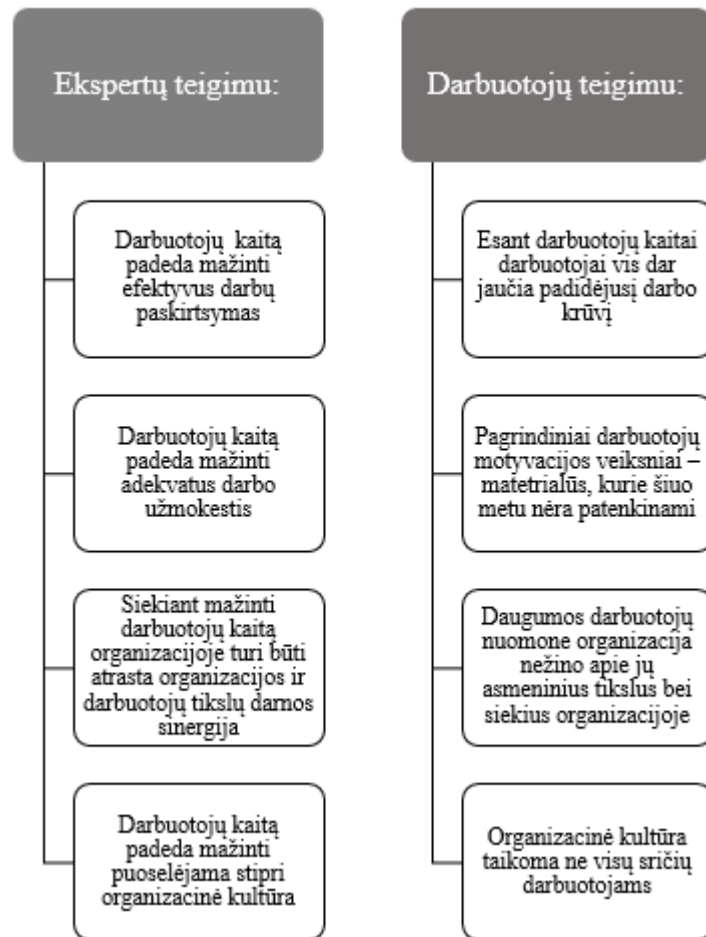 Ekspertų teigimu:
Darbuotojų kaitą
padeda mažinti
efektyvus darbų
paskirtsymas
Darbuotojų kaitą
padeda mažinti
adekvatus darbo
užmokestis
Siekiant mažinti
darbuotojų kaitą
organizacijoje turi būti
atrasta organizacijos ir
darbuotojų tikslų darnos
sinergija
Darbuotojų kaitą
padeda mažinti
puoselėjama stipri
organizacinė kultūra
Darbuotojų teigimu:
Esant darbuotojų kaitai
darbuotojai vis dar
jaučia padidėjusį darbo
krūvį
Pagrindiniai darbuotojų
motyvacijos veiksniai –
matetrialūs, kurie šiuo
metu nėra patenkinami
Daugumos darbuotojų
nuomone organizacija
nežino apie jų
asmeninius tikslus bei
siekius organizacijoje
Organizacinė kultūra
taikoma ne visų sričių
darbuotojams